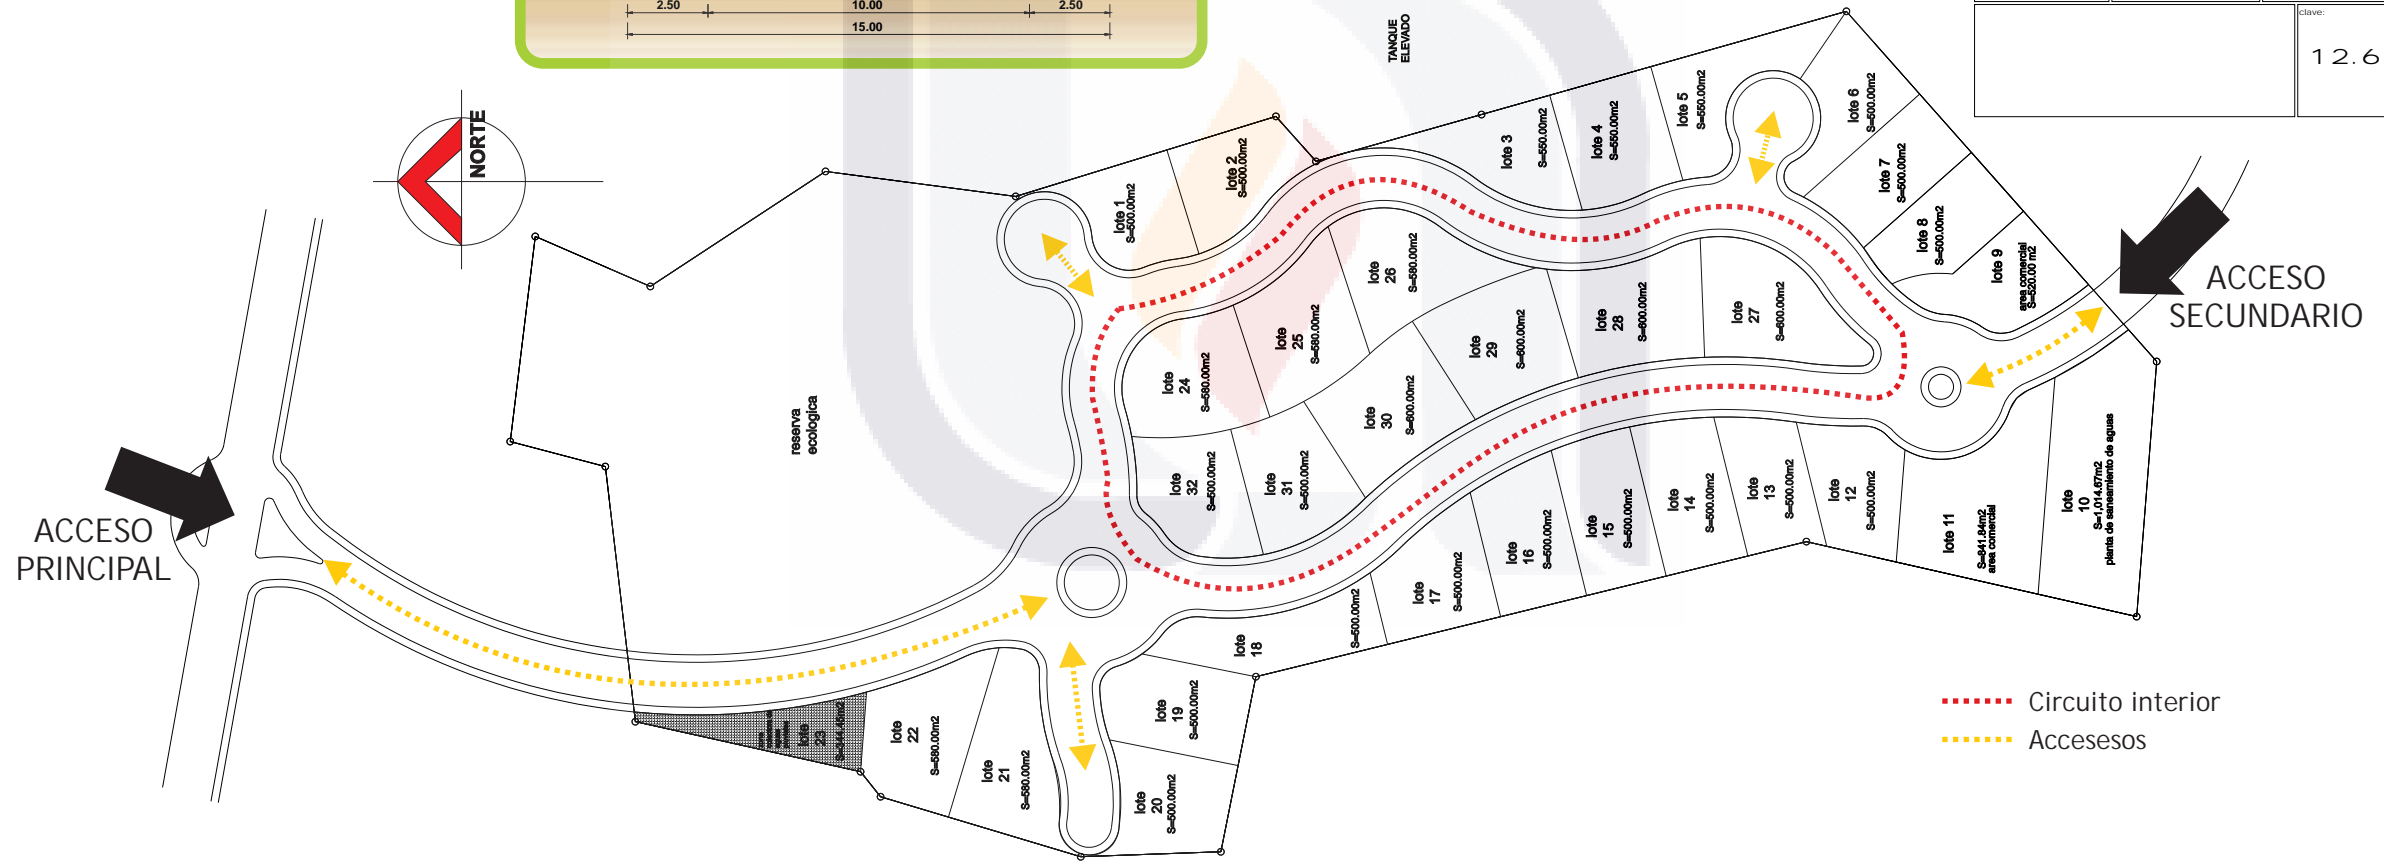 2.50 10.00 2.50
15.00
clave:
12.6
NORTE
TANQUE
ELEVADO
reserva
ecologica
ACCESO
PRINCIPAL
ACCESO
SECUNDARIO
lote 1
S=500.00m2
lote 2
S=500.00m2
lote 3
S=550.00m2
lote 4
S=550.00m2
lote 5
S=550.00m2
lote 6
S=500.00m2
lote 7
S=500.00m2
lote 8
S=500.00m2
lote 9
area comercial
S=520.00 m2
lote
10
S=1,014.67m2
planta de saneamiento de aguas
lote 11
S=841.84m2
area comercial
lote
12
S=500.00m2
lote
13
S=500.00m2
lote
14
S=500.00m2
lote
15
S=500.00m2
lote
16
S=500.00m2
lote
17
S=500.00m2
lote
18
S=500.00m2
lote
19
S=500.00m2
lote
20
S=500.00m2
lote
21
S=580.00m2
lote
22
S=580.00m2
lote
23
lote
24
S=580.00m2
lote
25
S=580.00m2
lote
26
S=580.00m2
lote
27
S=600.00m2
lote
28
S=600.00m2
lote
29
S=600.00m2
lote
30
S=600.00m2
lote
31
S=500.00m2
lote
32
S=500.00m2
Circuito interior
Accesesos